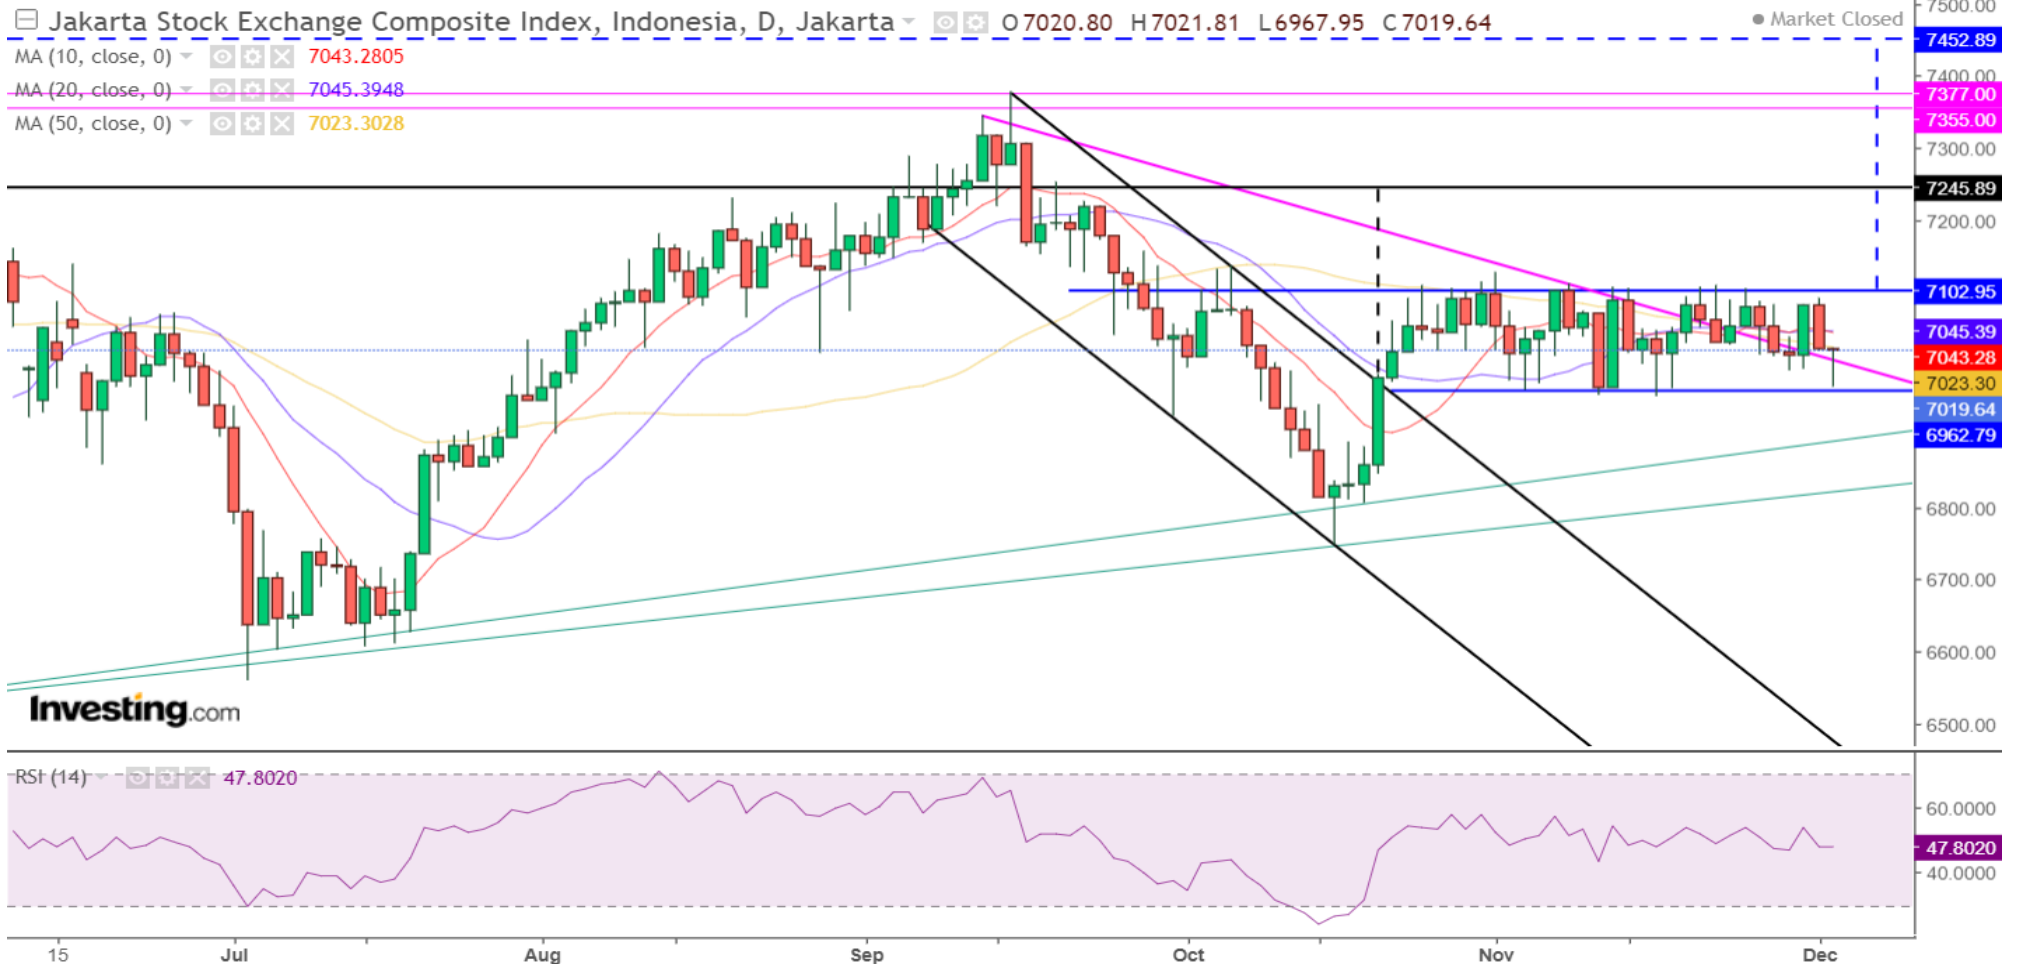 Jakarta Stock Exchange Composite Index, Indonesia, D, Jakarta O7020.80 H7021.81 L6967.95 C7019.64
Market Closed
MA (10, close, 0) 7043.2805
MA (20, close, 0) 7045.3948
MA (50, close, 0) 7023.3028
7500.00
7452.89
7400.00
7377.00
7355.00
7300.00
7245.89
7200.00
7102.95
7045.39
7043.28
7023.30
7019.64
6962.79
6800.00
6700.00
6600.00
6500.00
Investing.com
RSI (14) 47.8020
60.0000
47.8020
40.0000
15 Jul Aug Sep Oct Nov Dec